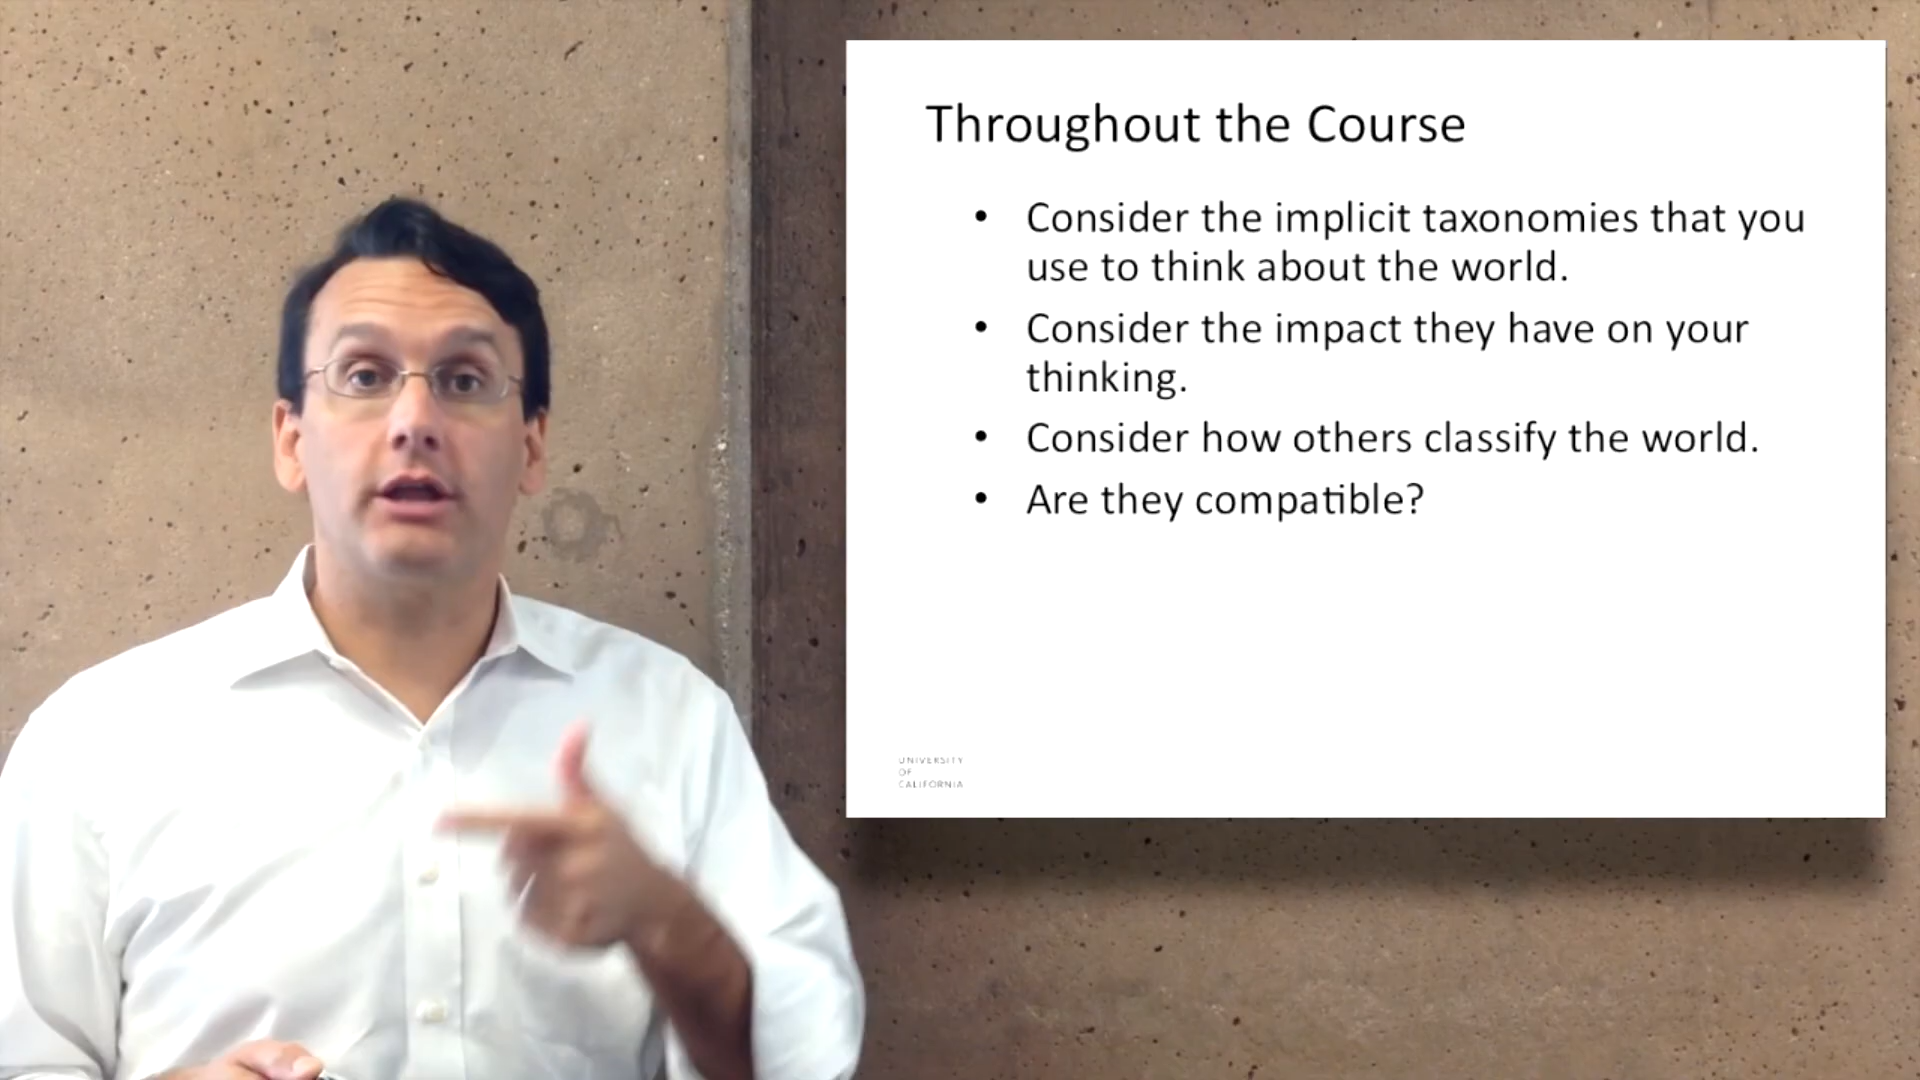 Throughout the Course
• Consider the implicit taxonomies that you
use to think about the world.
• Consider the impact they have on your
thinking.
• Consider how others classify the world.
• Are they compatible?
UNIVERSITY
OF
CALIFORNIA